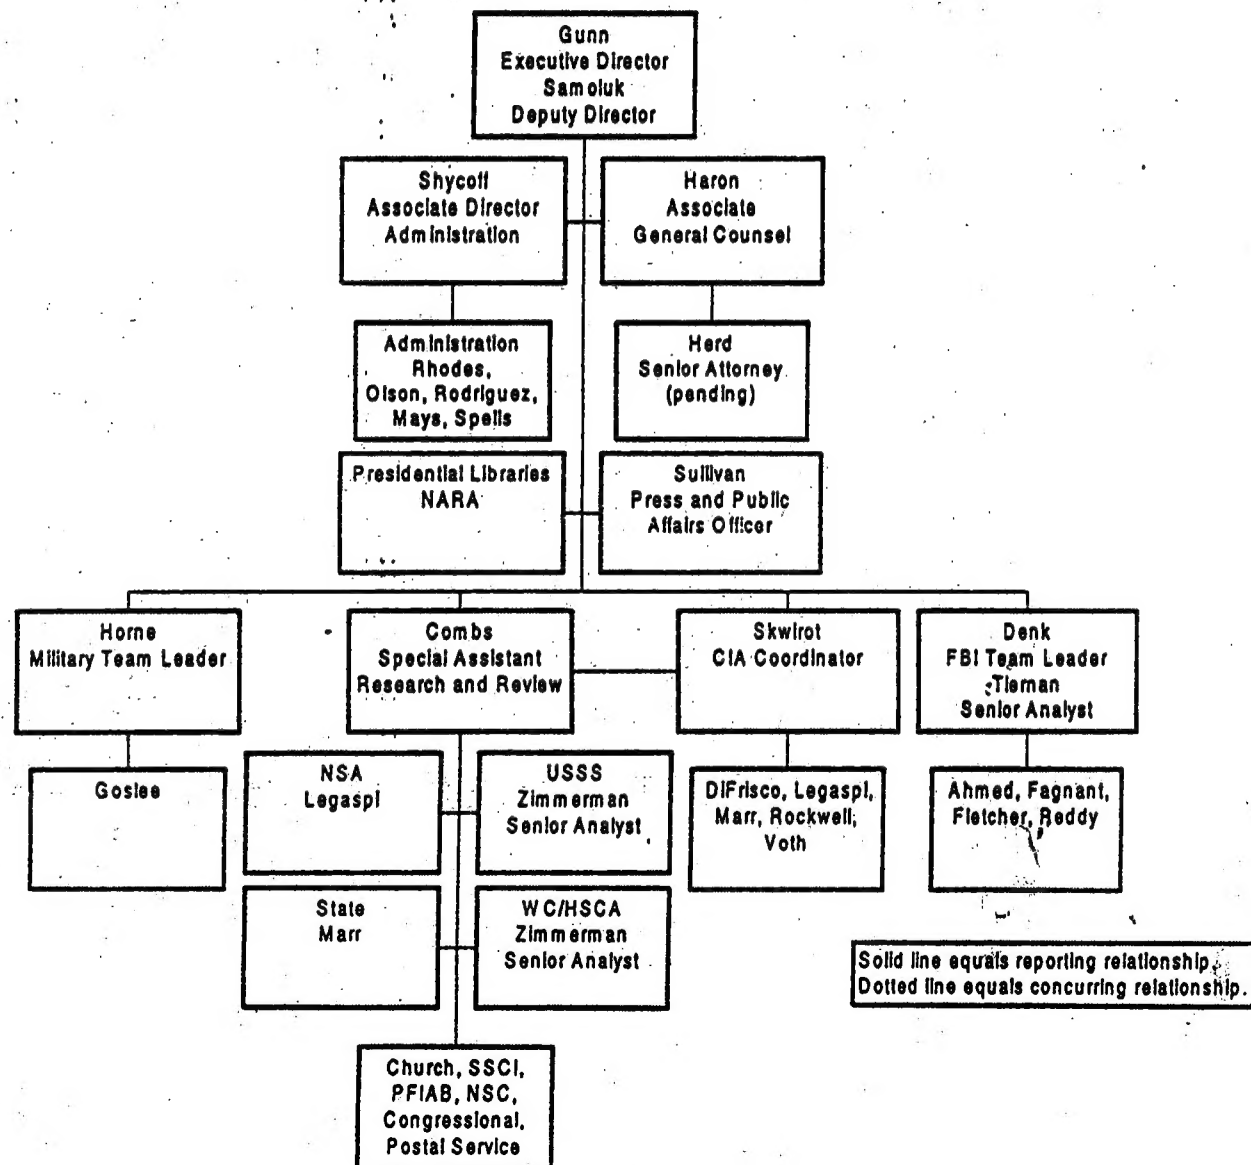 Gunn
Executive Director
Samoluk
Deputy Director
Shycoff
Associate Director
Administration
Haron
Associate
General Counsel
Administration
Rhodes,
Olson, Rodriguez,
Mays, Spells
Herd
Senior Attorney
(pending)
Presidential Libraries
NARA
Sullivan
Press and Public
Affairs Officer
Horne
Military Team Leader
Combs
Special Assistant
Research and Review
Skwirot
CIA Coordinator
Denk
FBI Team Leader
Tieman
Senior Analyst
Goslee
NSA
Legaspi
USSS
Zimmerman
Senior Analyst
DiFrisco, Legaspi,
Marr, Rockwell,
Voth
Ahmed, Fagnant,
Fletcher, Reddy
State
Marr
WC/HSCA
Zimmerman
Senior Analyst
Solid line equals reporting relationship.
Dotted line equals concurring relationship.
Church, SSCI,
PFIAB, NSC,
Congressional,
Postal Service